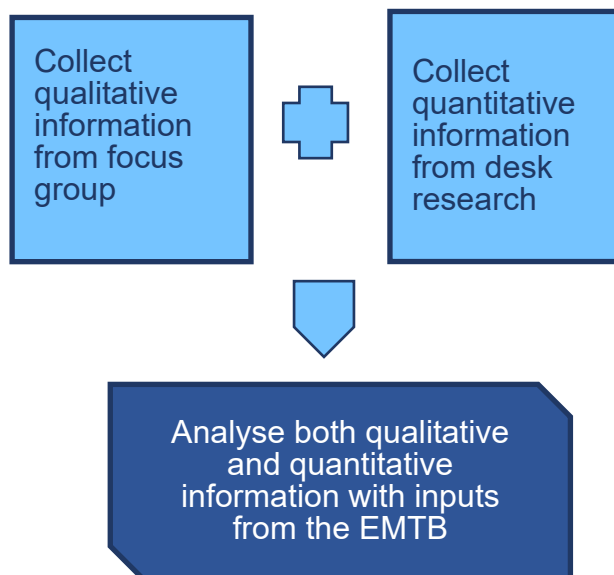 Collect
qualitative
information
from focus
group
Collect
quantitative
information
from desk
research
Analyse both qualitative
and quantitative
information with inputs
from the EMTB